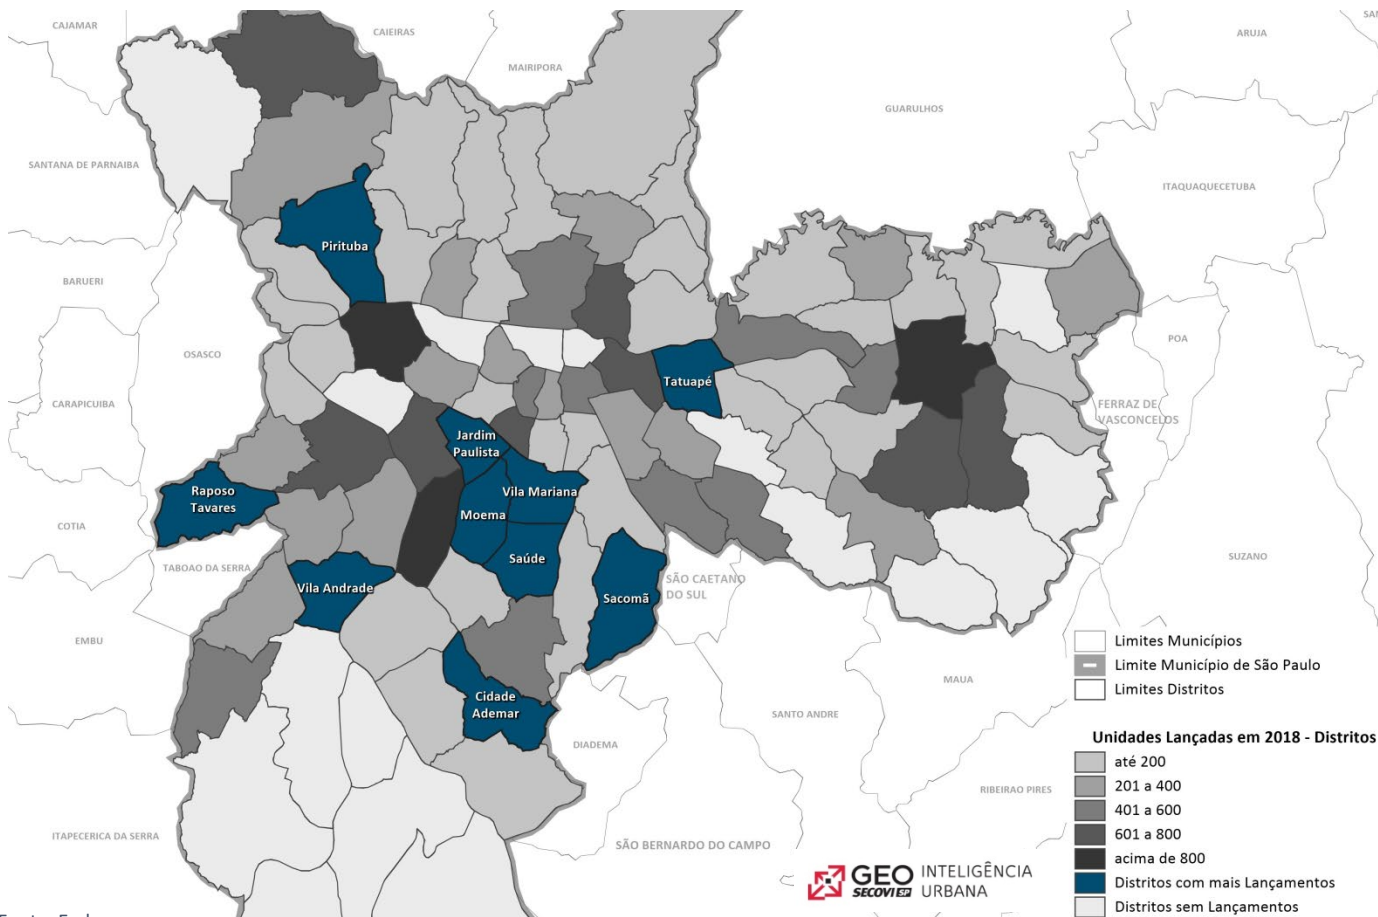 CAJAMAR
CAIEIRAS
SAN
ARUJA
MAIRIPORA
GUARULHOS
SANTANA DE PARNAIBA
ITAQUAQUECETUBA
Pirituba
BARUERI
POA
OSASCO
Tatuapé
CARAPICUIBA
FERRAZ DE
VASCONCELOS
Jardim
Paulista
Raposo
Tavares
Vila Mariana
Moema
COTIA
Saúde
SUZANO
TABOAO DA SERRA
SÃO CAETANO
DO SUL
Vila Andrade
Sacomã
EMBU
Limites Municípios
Limite Município de São Paulo
Limites Distritos
MAUA
Cidade
Ademar
SANTO ANDRE
DIADEMA
Unidades Lançadas em 2018 - Distritos
até 200
201 a 400
401 a 600
601 a 800
acima de 800
Distritos com mais Lançamentos
Distritos sem Lançamentos
RIBEIRAO PIRES
ITAPECERICA DA SERRA
SÃO BERNARDO DO CAMPO
GEO
SECOVI SP
INTELIGÊNCIA
URBANA